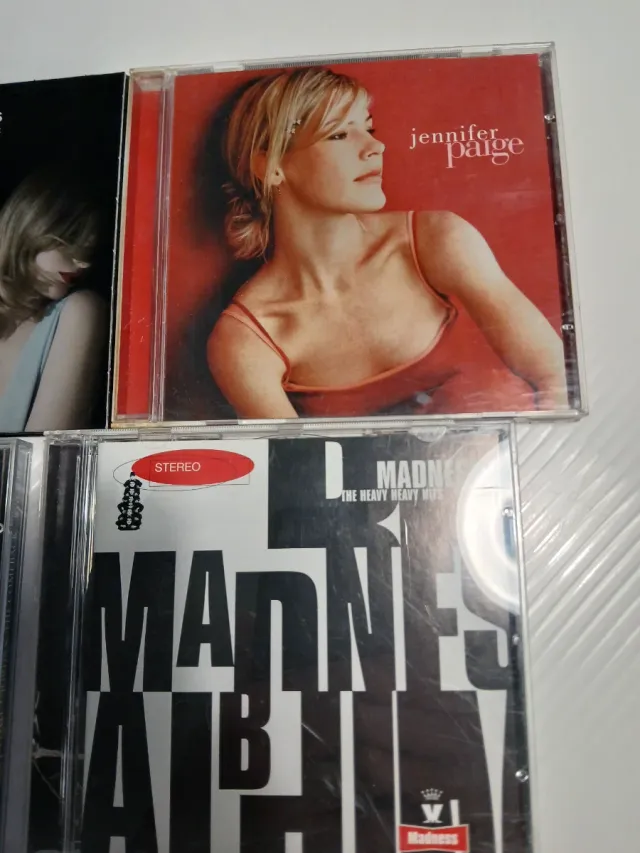 jennifer
paige
STEREO
MADNES
THE HEAVY HEAVY HITS
MADNES
Madness